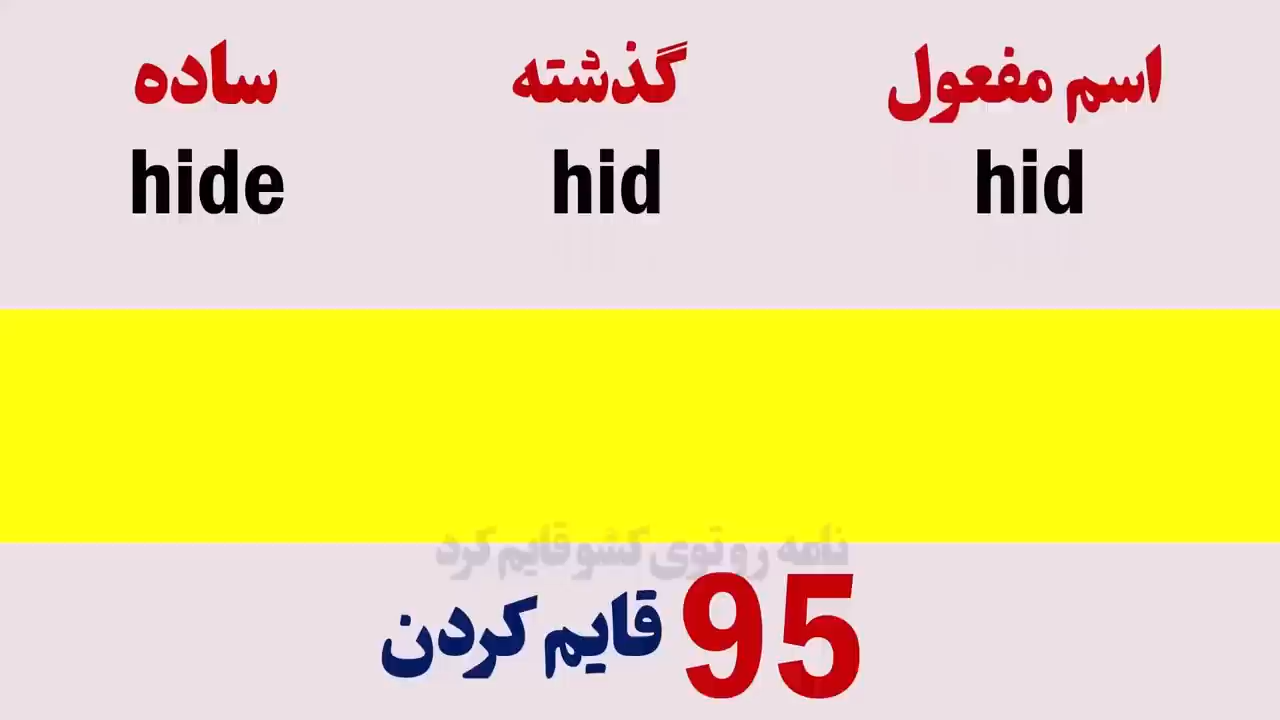 ساده گذشته اسم مفعول
hide hid hid
نامه رو توی کشو قایم کرد
95 قایم کردن